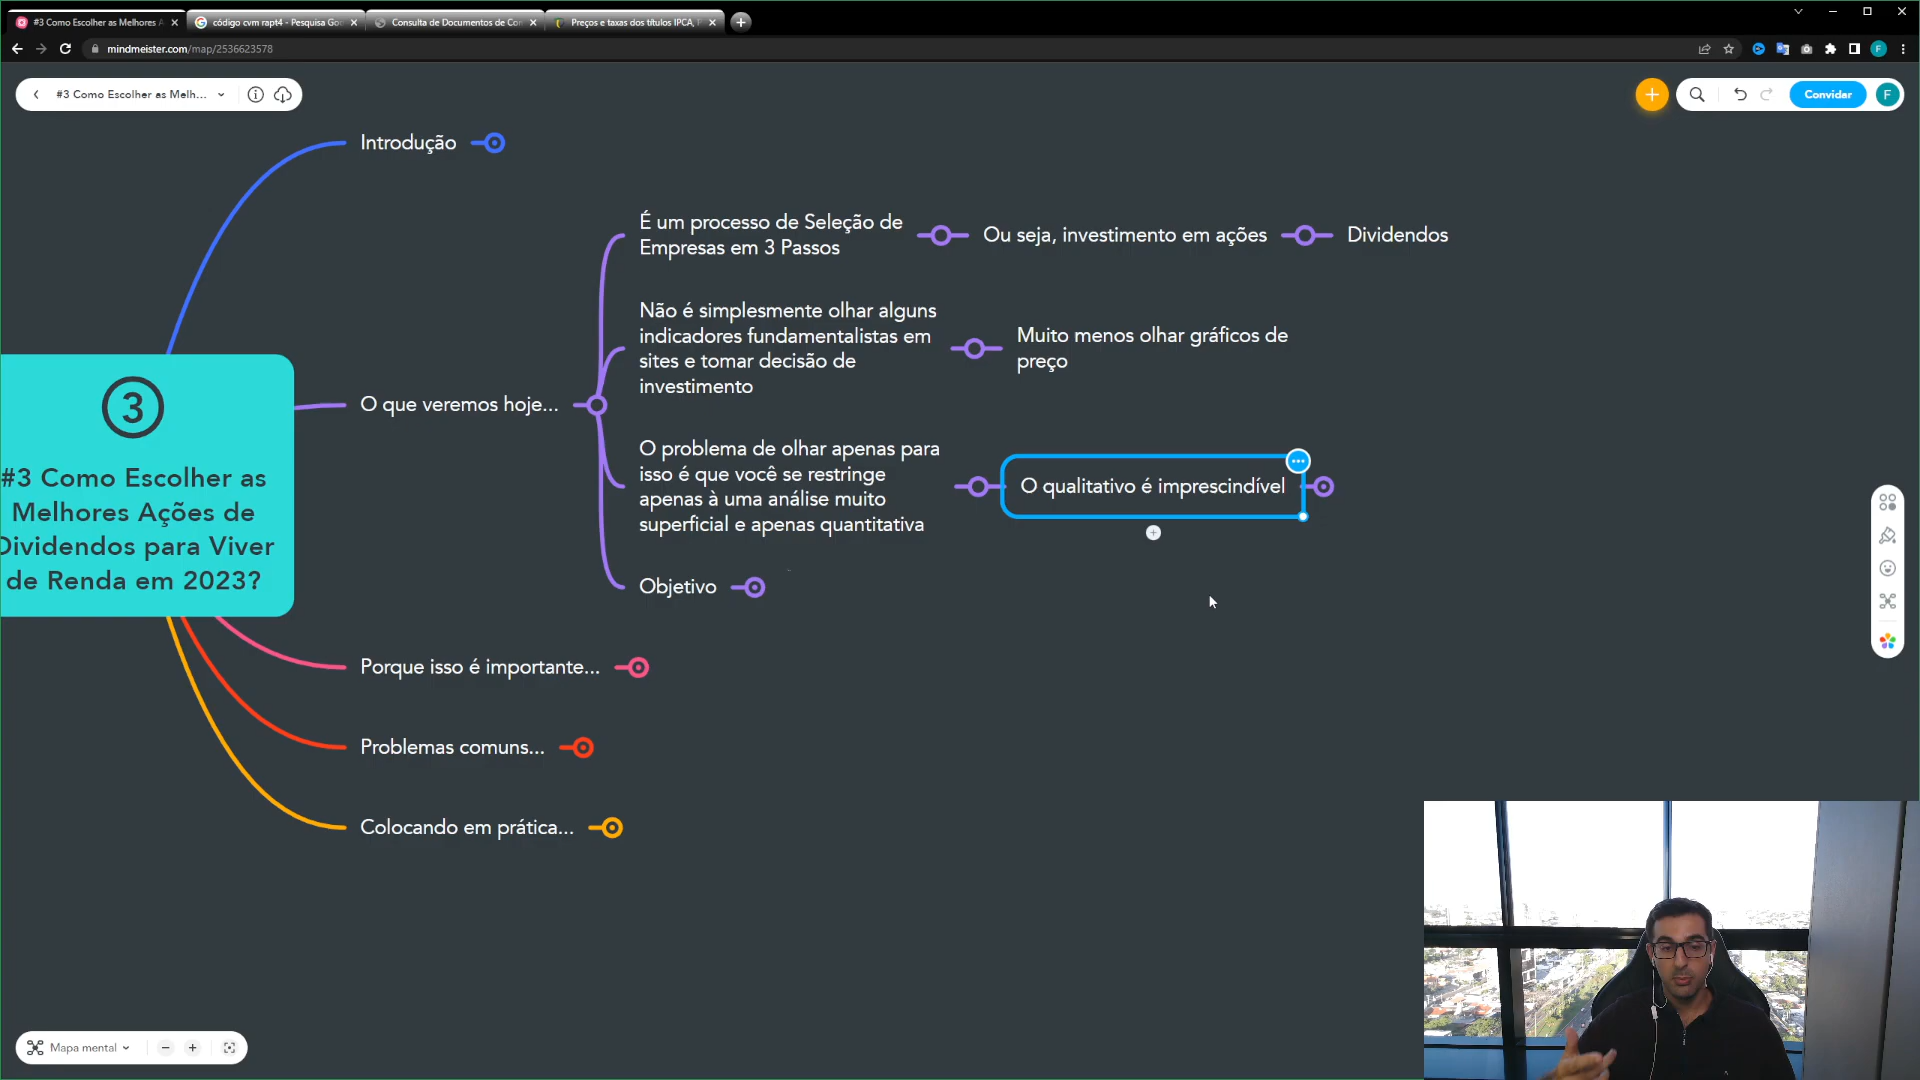 #3 Como Escolher as Melhores A
código cvm rapt4 - Pesquisa Goo
Consulta de Documentos de Co
Preços e taxas dos títulos IPCA,
mindmeister.com/map/2536623578
F
#3 Como Escolher as Melh...
Convidar
F
Introdução
É um processo de Seleção de
Empresas em 3 Passos
Ou seja, investimento em ações
Dividendos
Não é simplesmente olhar alguns
indicadores fundamentalistas em
sites e tomar decisão de
investimento
Muito menos olhar gráficos de
preço
3
#3 Como Escolher as
Melhores Ações de
Dividendos para Viver
de Renda em 2023?
O que veremos hoje...
O problema de olhar apenas para
isso é que você se restringe
apenas à uma análise muito
superficial e apenas quantitativa
O qualitativo é imprescindível
Objetivo
Porque isso é importante...
Problemas comuns...
Colocando em prática...
Mapa mental